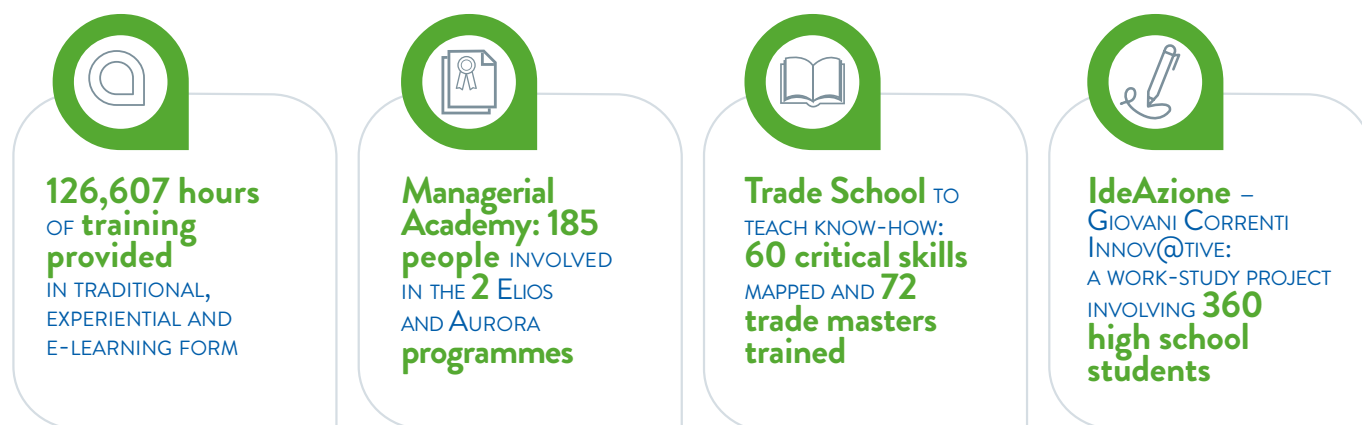 126,607 hours
of training
provided
in traditional,
experiential and
e-learning form
Managerial
Academy: 185
people involved
in the 2 Elios
and Aurora
programmes
Trade School to
teach know-how:
60 critical skills
mapped and 72
trade masters
trained
IdeAzione –
Giovani Correnti
Innov@tive:
a work-study project
involving 360
high school
students